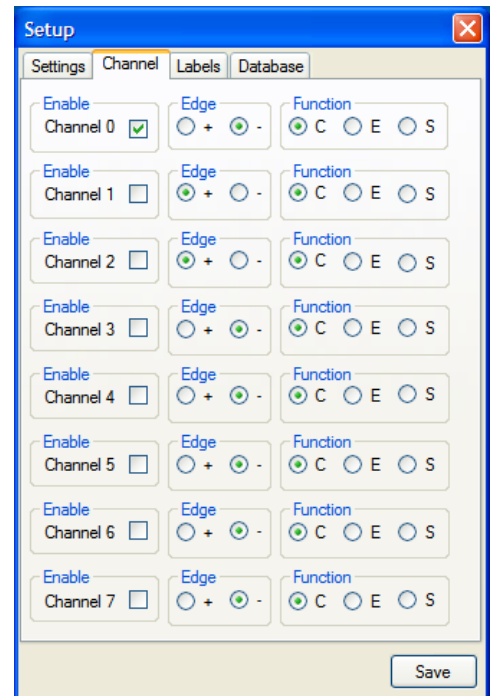 Setup
Settings Channel Labels Database
Enable Edge Function
Channel 0 + - C E S
Enable Edge Function
Channel 1 + - C E S
Enable Edge Function
Channel 2 + - C E S
Enable Edge Function
Channel 3 + - C E S
Enable Edge Function
Channel 4 + - C E S
Enable Edge Function
Channel 5 + - C E S
Enable Edge Function
Channel 6 + - C E S
Enable Edge Function
Channel 7 + - C E S
Save